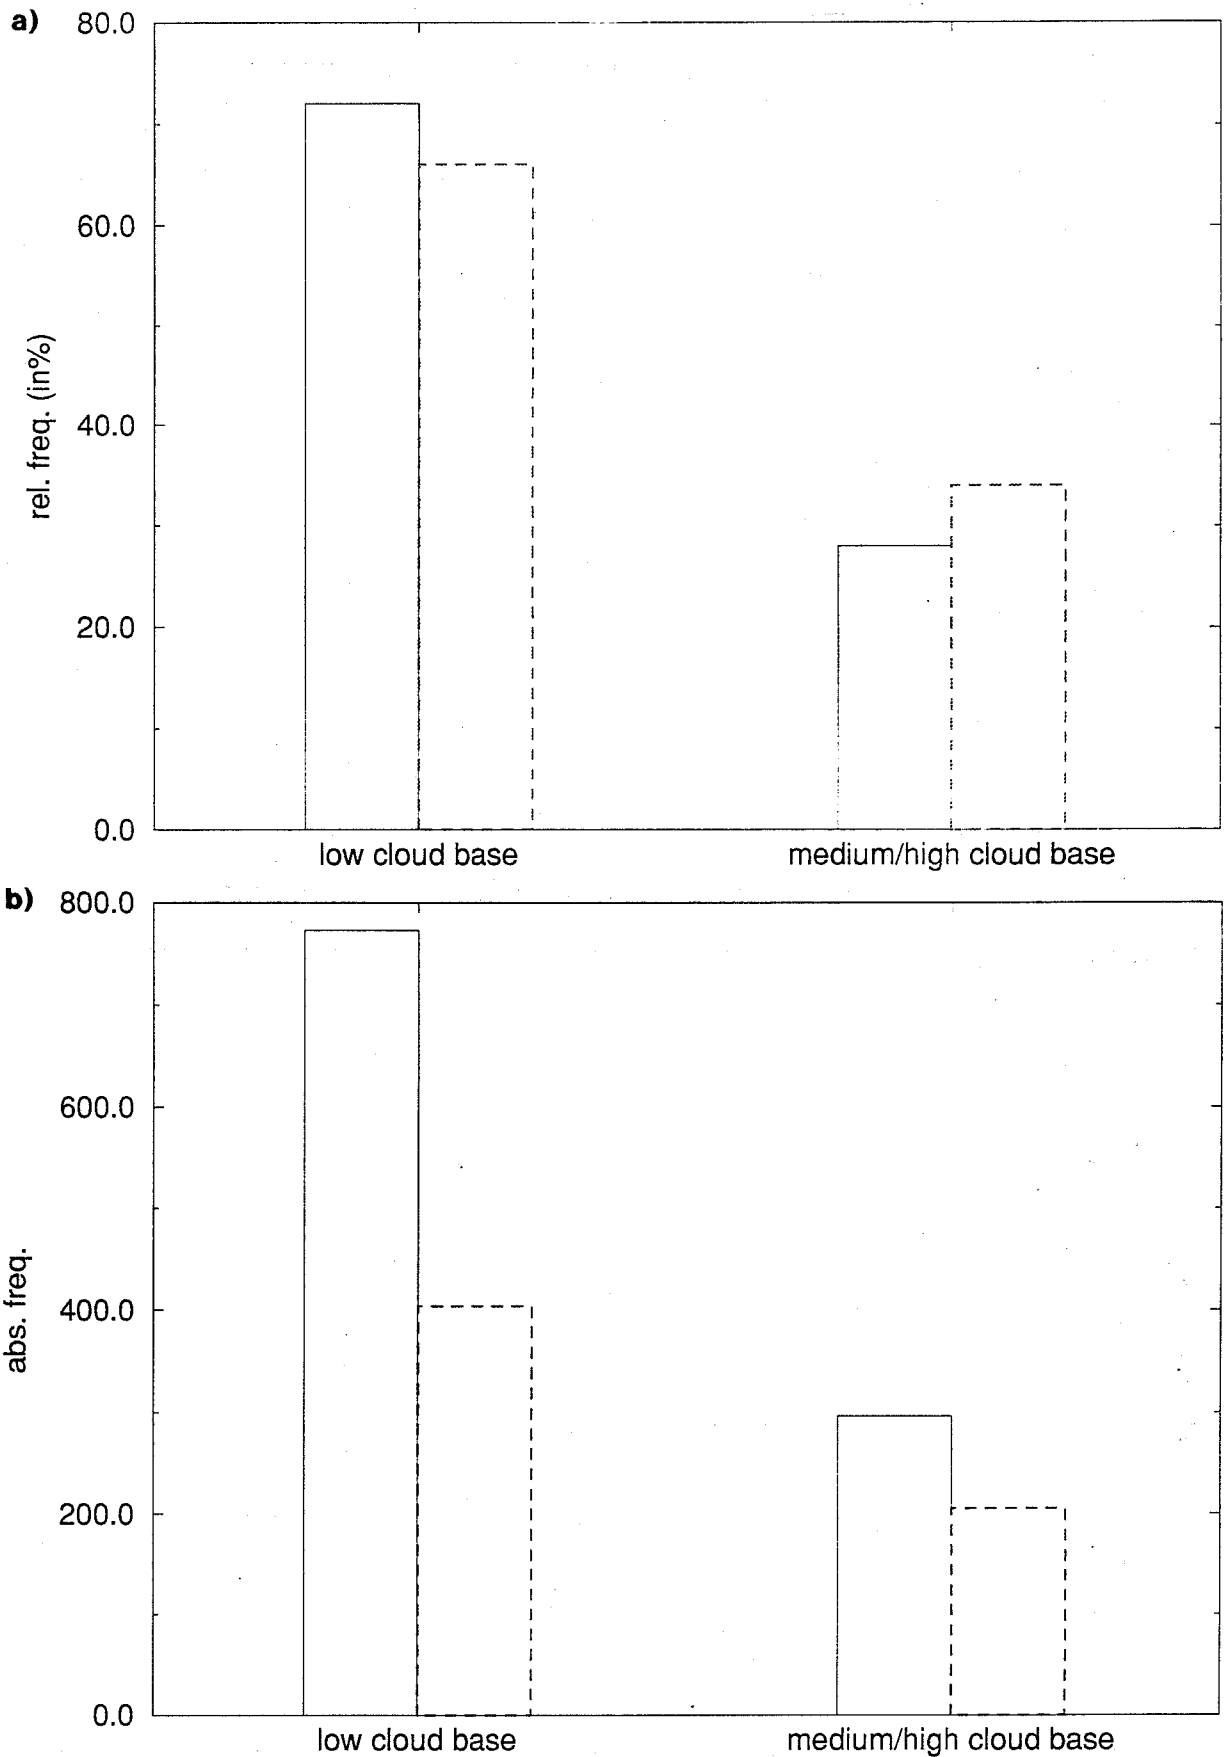 a)
80.0
60.0
40.0
20.0
0.0
rel. freq. (in%)
low cloud base medium/high cloud base
b)
800.0
600.0
400.0
200.0
0.0
abs. freq.
low cloud base medium/high cloud base